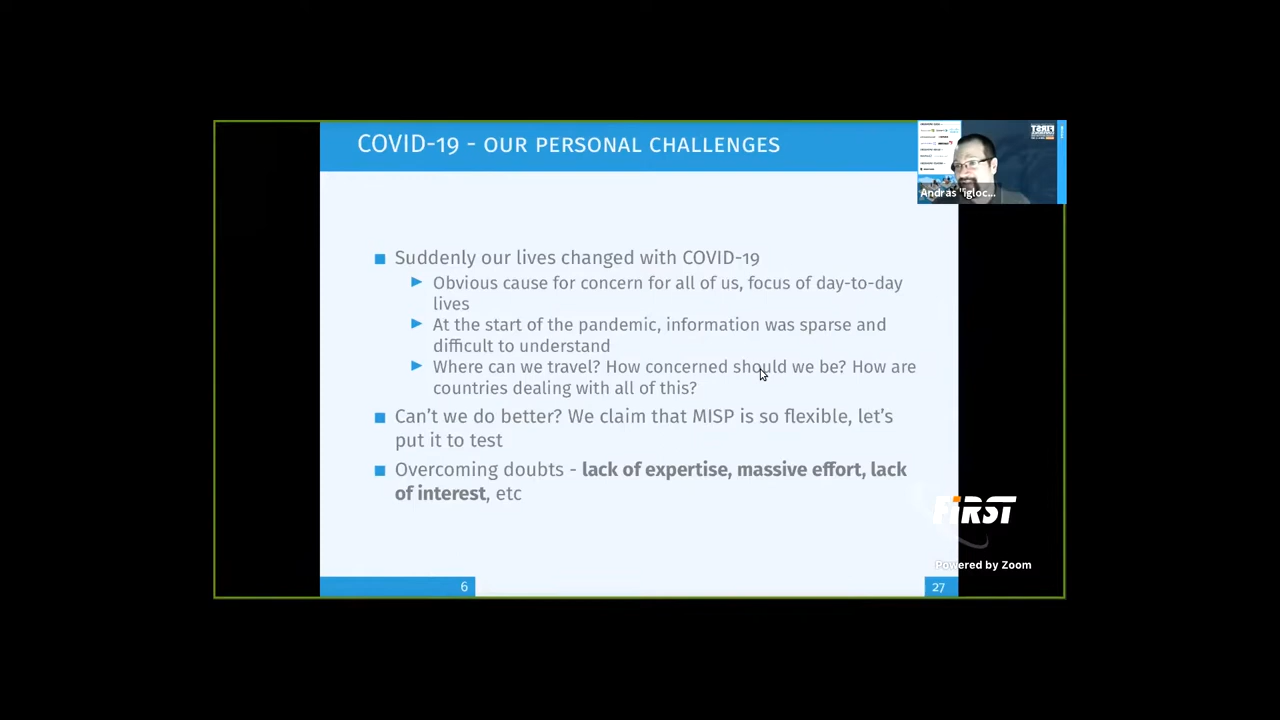 COVID-19 - OUR PERSONAL CHALLENGES
FIRST
Andras "igloc...
Suddenly our lives changed with COVID-19
Obvious cause for concern for all of us, focus of day-to-day
lives
At the start of the pandemic, information was sparse and
difficult to understand
Where can we travel? How concerned should we be? How are
countries dealing with all of this?
Can't we do better? We claim that MISP is so flexible, let's
put it to test
Overcoming doubts - lack of expertise, massive effort, lack
of interest, etc
FiRST
Powered by Zoom
6
27